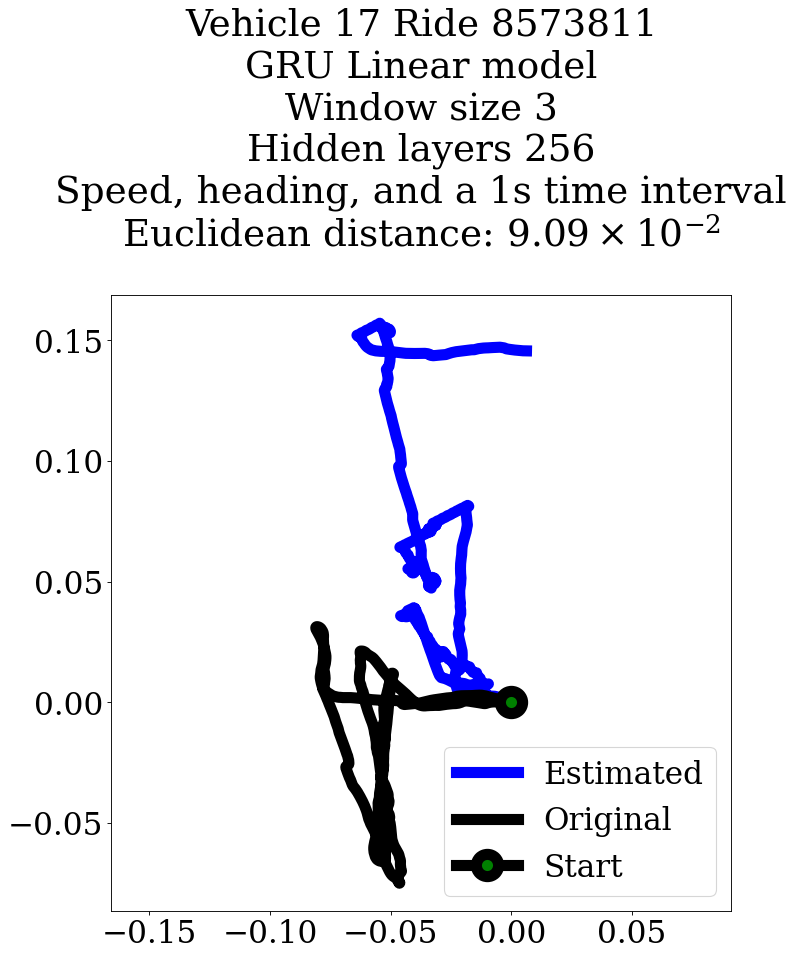 Vehicle 17 Ride 8573811
GRU Linear model
Window size 3
Hidden layers 256
Speed, heading, and a 1s time interval
Euclidean distance: 9.09 × 10⁻²
0.15
0.10
0.05
0.00
−0.05
Estimated
Original
Start
−0.15 −0.10 −0.05 0.00 0.05